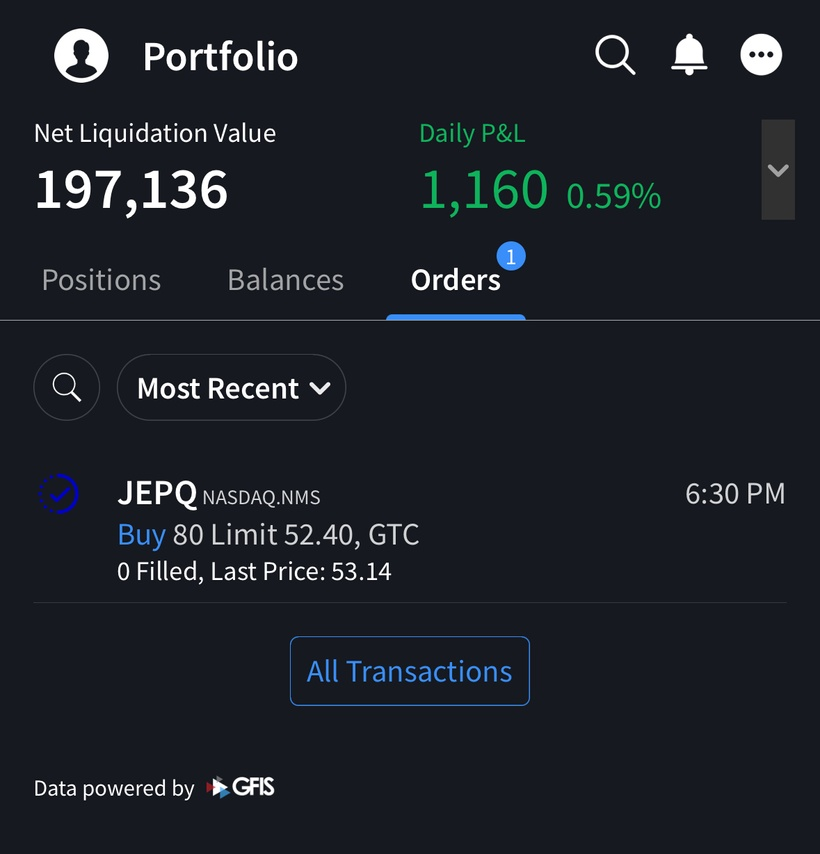 Portfolio
Net Liquidation Value
Daily P&L
197,136
1,160 0.59%
Positions
Balances
Orders
1
Most Recent
JEPQ NASDAQ.NMS
6:30 PM
Buy 80 Limit 52.40, GTC
0 Filled, Last Price: 53.14
All Transactions
Data powered by GFIS